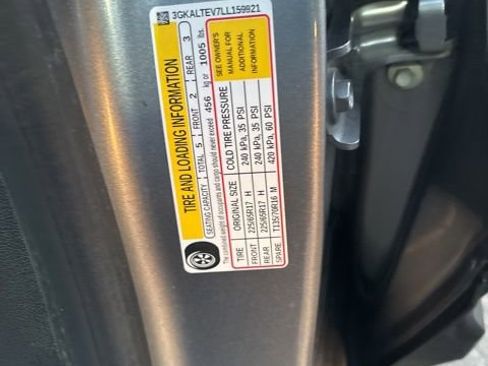 3GKALTEV7LL159921
TIRE AND LOADING INFORMATION
SEATING CAPACITY TOTAL 5 FRONT 2 REAR 3
The combined weight of occupants and cargo should never exceed 456 kg or 1005 lbs.
TIRE ORIGINAL SIZE COLD TIRE PRESSURE
FRONT 225/65R17 H 240 kPa, 35 PSI
REAR 225/65R17 H 240 kPa, 35 PSI
SPARE T135/70R16 M 420 kPa, 60 PSI
SEE OWNER'S
MANUAL FOR
ADDITIONAL
INFORMATION